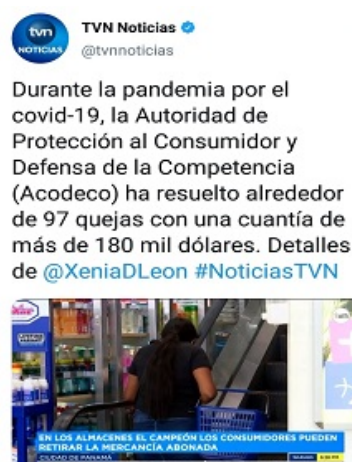 tvn
NOTICIAS
TVN Noticias
@tvnnoticias
Durante la pandemia por el
covid-19, la Autoridad de
Protección al Consumidor y
Defensa de la Competencia
(Acodeco) ha resuelto alrededor
de 97 quejas con una cuantía de
más de 180 mil dólares. Detalles
de @XeniaDLeon #NoticiasTVN
EN LOS ALMACENES EL CAMPEÓN LOS CONSUMIDORES PUEDEN
RETIRAR LA MERCANCÍA ABONADA
CIUDAD DE PANAMÁ